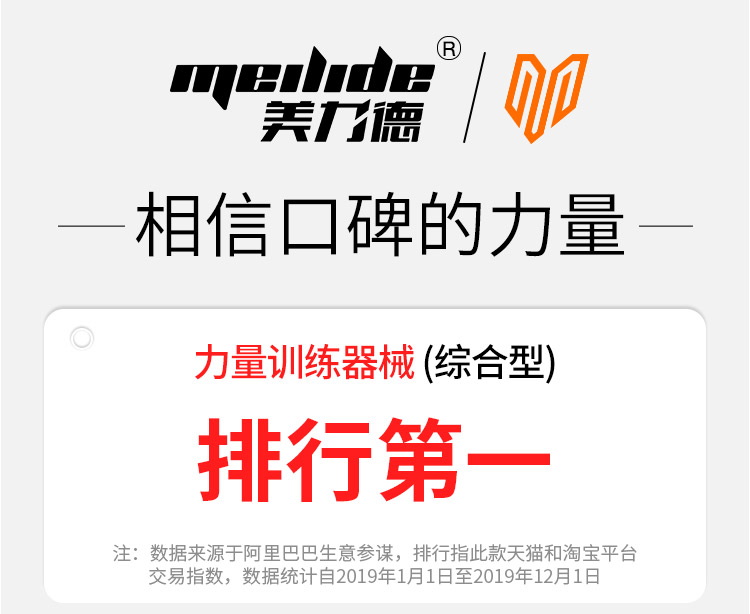 meilide®
美力德
相信口碑的力量
力量训练器械(综合型)
排行第一
注：数据来源于阿里巴巴生意参谋，排行指此款天猫和淘宝平台
交易指数，数据统计自2019年1月1日至2019年12月1日